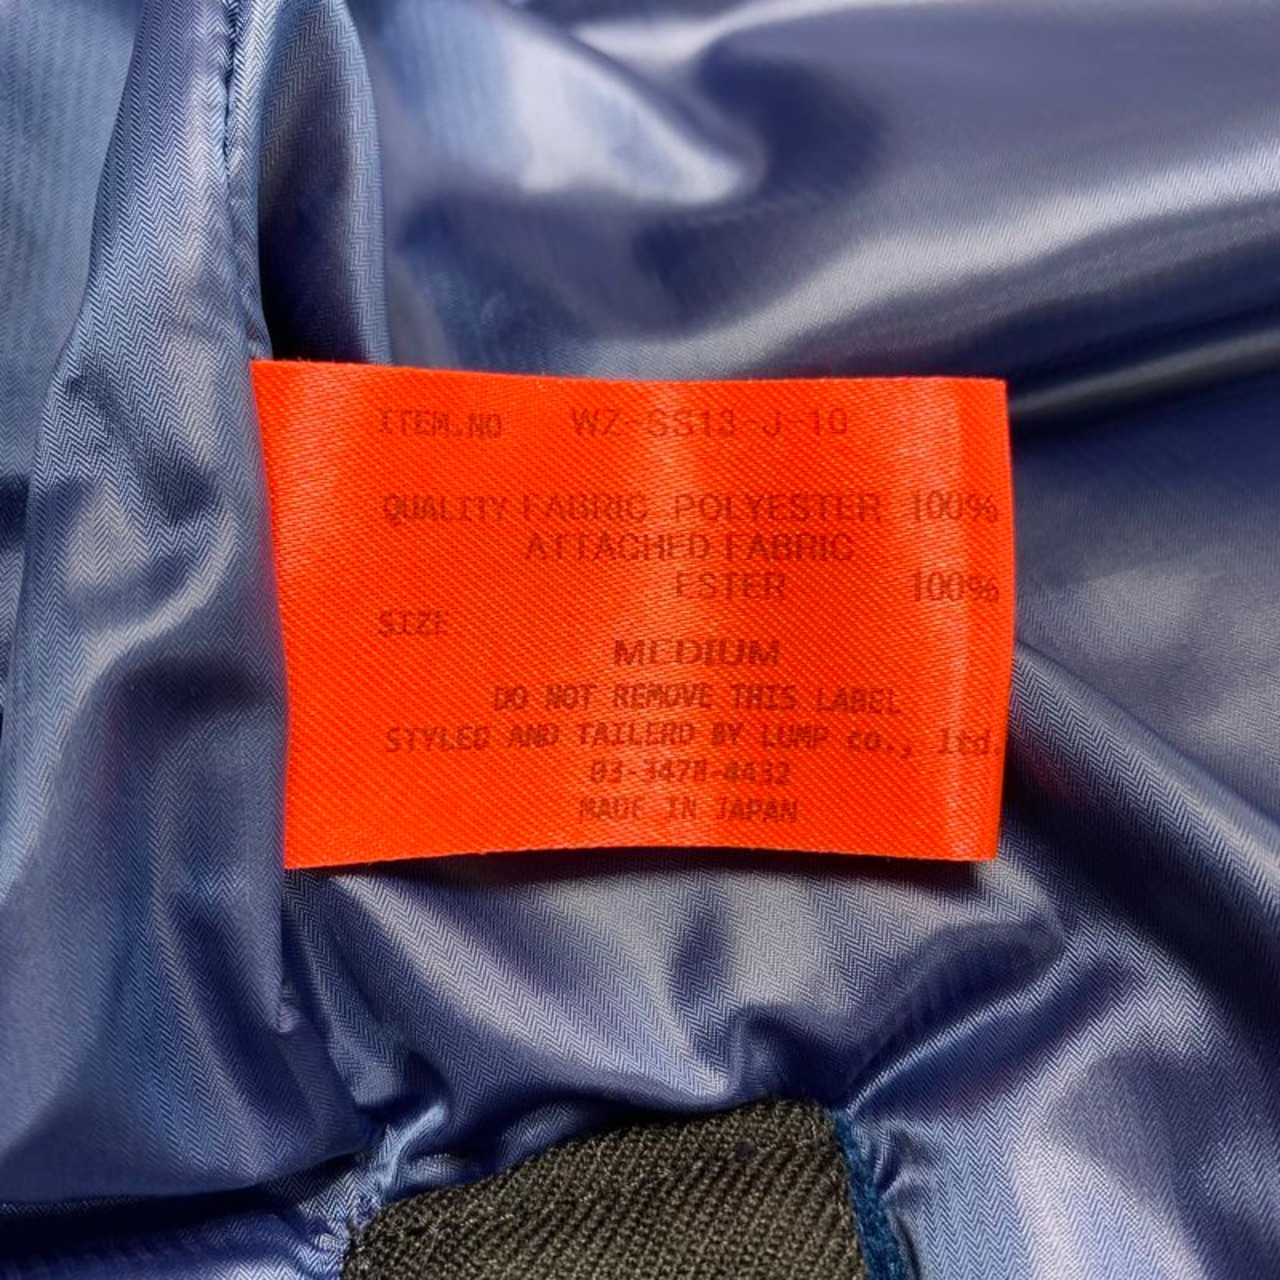 ITEM.NO WZ-SS13-J-10
QUALITY FABRIC POLYESTER 100%
ATTACHED FABRIC
ESTER 100%
SIZE
MEDIUM
DO NOT REMOVE THIS LABEL
STYLED AND TAILERD BY LUMP co., ltd.
03-3478-4432
MADE IN JAPAN